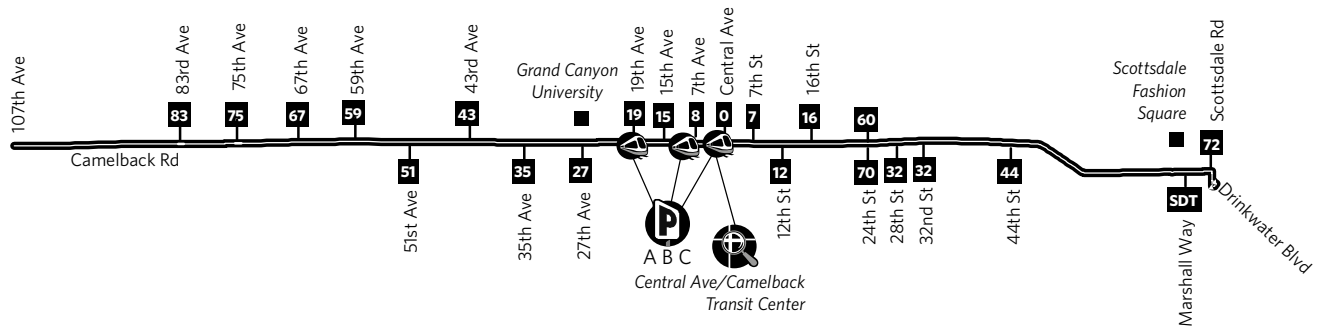 107th Ave
83rd Ave
83
75th Ave
75
67th Ave
67
59th Ave
59
43rd Ave
43
Grand Canyon
University
19th Ave
19
15th Ave
15
7th Ave
8
Central Ave
0
7th St
7
16th St
16
60
Scottsdale
Fashion
Square
Scottsdale Rd
72
Camelback Rd
51
51st Ave
35
35th Ave
27
27th Ave
P
A B C
Central Ave/Camelback
Transit Center
12
12th St
70
24th St
32
28th St
32
32nd St
44
44th St
SDT
Marshall Way
Drinkwater Blvd